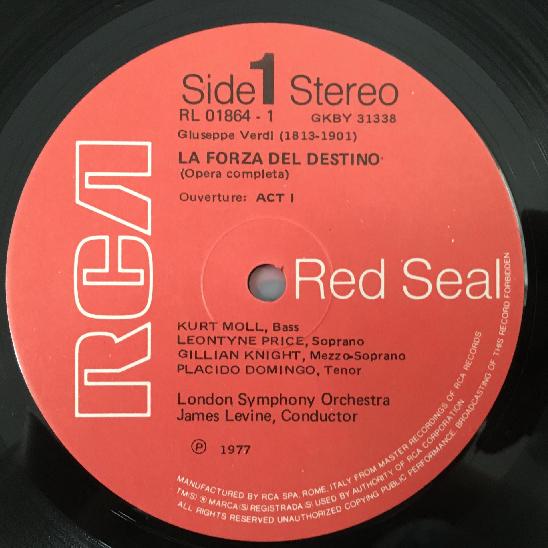 Side 1 Stereo
RL 01864 - 1 GKBY 31338
Giuseppe Verdi (1813-1901)
LA FORZA DEL DESTINO
(Opera completa)
Ouverture: ACT I
RCA
Red Seal
KURT MOLL, Bass
LEONTYNE PRICE, Soprano
GILLIAN KNIGHT, Mezzo-Soprano
PLACIDO DOMINGO, Tenor
London Symphony Orchestra
James Levine, Conductor
℗ 1977
MANUFACTURED BY RCA SPA, ROME, ITALY FROM MASTER RECORDINGS OF RCA RECORDS
TM(S) ® MARCA(S) REGISTRADA(S) USED BY AUTHORITY OF RCA CORPORATION
ALL RIGHTS RESERVED UNAUTHORIZED COPYING PUBLIC PERFORMANCE BROADCASTING OF THIS RECORD FORBIDDEN